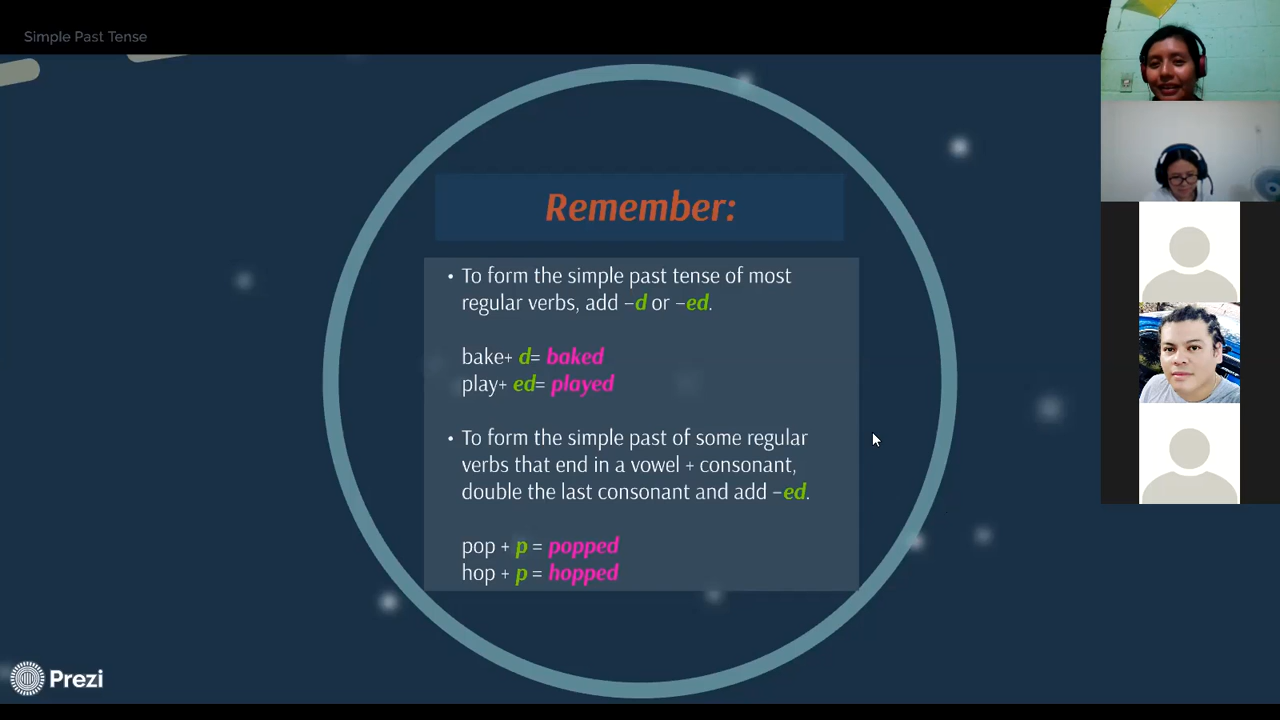 Simple Past Tense
Remember:
• To form the simple past tense of most
regular verbs, add –d or –ed.
bake+ d= baked
play+ ed= played
• To form the simple past of some regular
verbs that end in a vowel + consonant,
double the last consonant and add –ed.
pop + p = popped
hop + p = hopped
Prezi